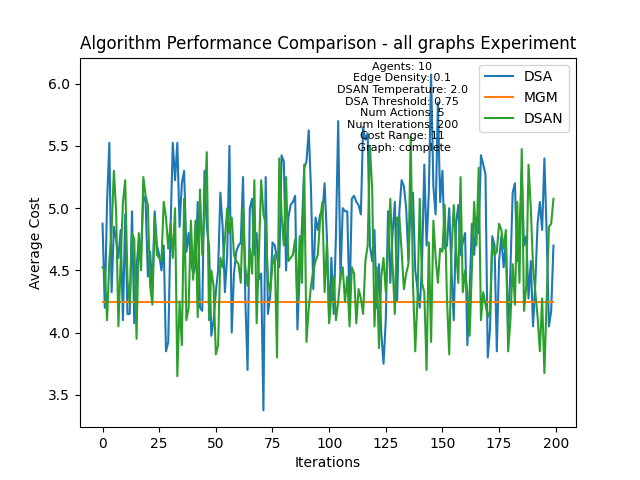 Algorithm Performance Comparison - all graphs Experiment
Agents: 10
Edge Density: 0.1
DSAN Temperature: 2.0
DSA Threshold: 0.75
Num Actions: 5
Num Iterations: 200
Cost Range: 11
Graph: complete
DSA
MGM
DSAN
6.0
5.5
5.0
4.5
4.0
3.5
Average Cost
0 25 50 75 100 125 150 175 200
Iterations